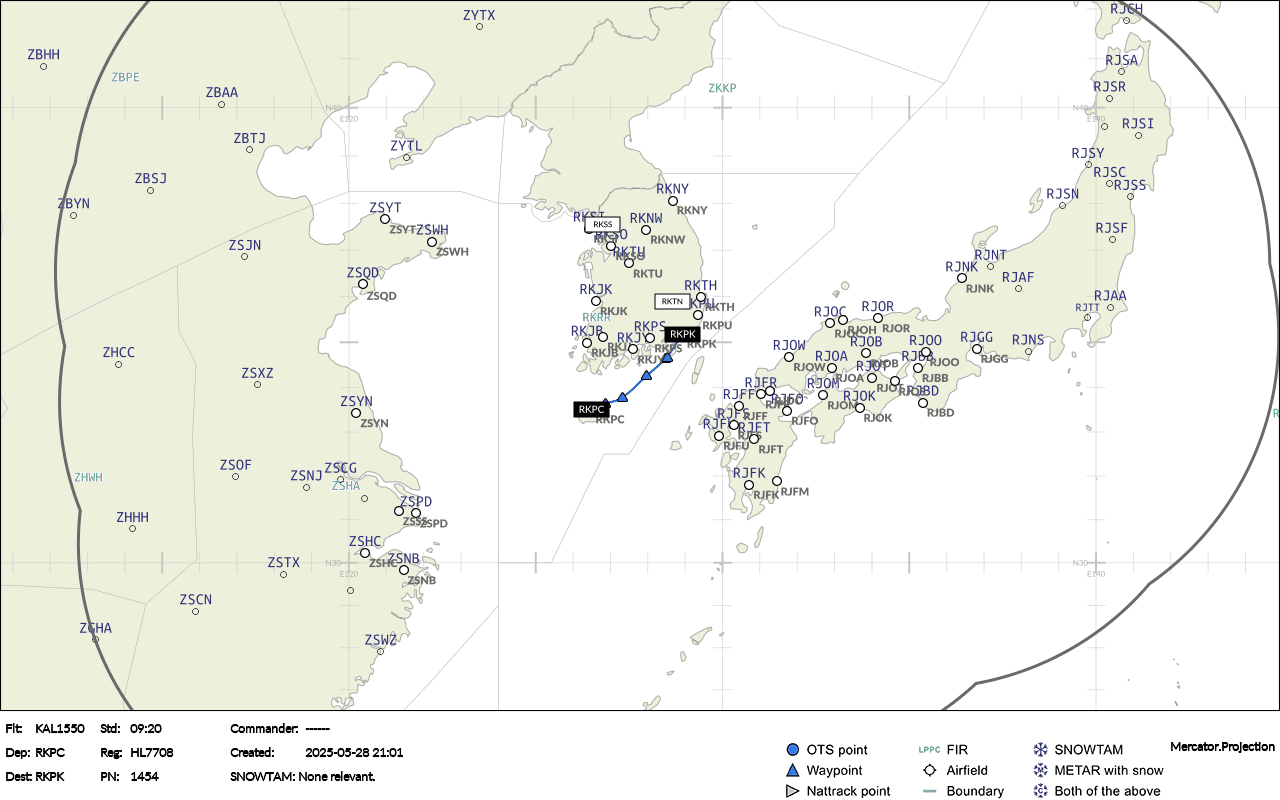 ZYTX
RJCH
ZBHH
ZBPE
ZBAA
ZKKP
RJSA
RJSR
N40
E120
N40
E140
ZBTJ
ZYTL
RJSI
RJSY
ZBSJ
RJSC
RJSS
ZBYN
RKNY
RKNY
RJSN
ZSYT
ZSYT
ZSWH
ZSWH
RKSS
RKNW
RKNW
RJSF
ZSJN
RKTU
RKTU
RJNT
RJNK
RJNK
RJAF
ZSQD
ZSQD
RKJK
RKJK
RKTN
RKTH
RKTH
RJAA
RJTT
RKRR
RKPU
RJOC
RJOH
RJOR
RJOR
ZHCC
RKJB
RKJB
RKJY
RKPS
RKPS
RKPK
RKPK
RJOW
RJOW
RJOB
RJOB
RJOO
RJOO
RJGG
RJGG
RJNS
RJOA
RJOA
RJOT
RJOT
RJBB
RJBB
ZSXZ
RJFR
RJOM
RJOM
RJOK
RJOK
RJBD
RJBD
ZSYN
ZSYN
RKPC
RKPC
RJFF
RJFF
RJFO
RJFO
RJFS
RJFU
RJFU
RJFT
RJFT
ZSOF
ZSNJ
ZSCG
ZSHA
ZHWH
RJFK
RJFK
RJFM
ZHHH
ZSPD
ZSPD
ZSSS
ZSHC
ZSHC
ZSNB
ZSNB
ZSTX
N30
E120
N30
E140
ZSCN
ZGHA
ZSWZ
Flt: KAL1550 Std: 09:20 Commander: ------
Dep: RKPC Reg: HL7708 Created: 2025-05-28 21:01
Dest: RKPK PN: 1454 SNOWTAM: None relevant.
OTS point LPPC FIR SNOWTAM Mercator.Projection
Waypoint Airfield METAR with snow
Nattrack point Boundary Both of the above